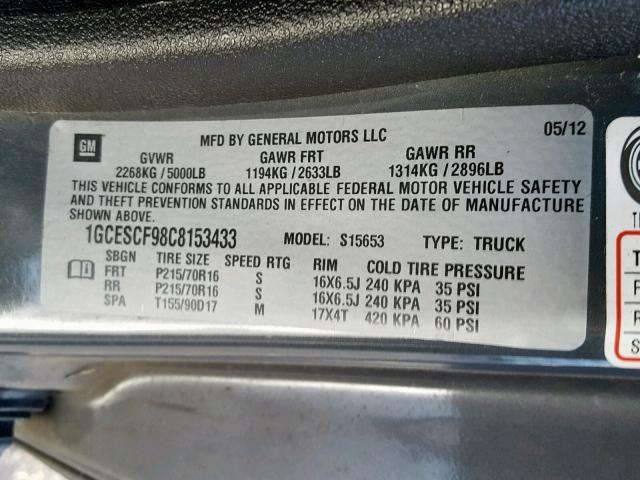 GM
MFD BY GENERAL MOTORS LLC 05/12
GVWR GAWR FRT GAWR RR
2268KG / 5000LB 1194KG / 2633LB 1314KG / 2896LB
THIS VEHICLE CONFORMS TO ALL APPLICABLE FEDERAL MOTOR VEHICLE SAFETY
AND THEFT PREVENTION STANDARDS IN EFFECT ON THE DATE OF MANUFACTURE
SHOWN ABOVE.
1GCESCF98C8153433 MODEL: S15653 TYPE: TRUCK
SBGN TIRE SIZE SPEED RTG RIM COLD TIRE PRESSURE
FRT P215/70R16 S 16X6.5J 240 KPA 35 PSI
RR P215/70R16 S 16X6.5J 240 KPA 35 PSI
SPA T155/90D17 M 17X4T 420 KPA 60 PSI